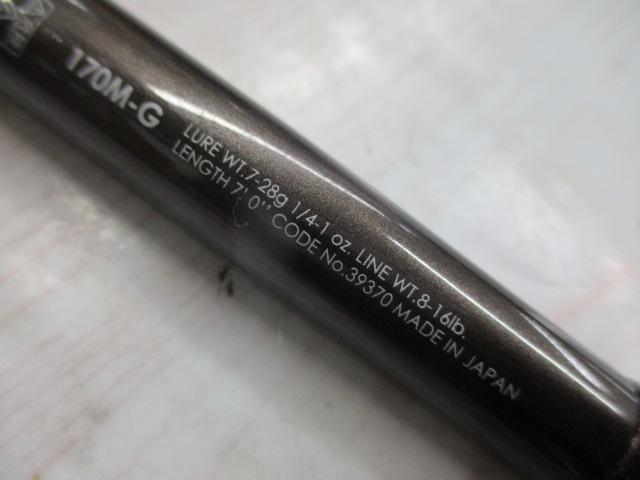 170M-G
LURE WT.7-28g 1/4-1 oz. LINE WT.8-16lb.
LENGTH 7'0'' CODE No.39370 MADE IN JAPAN